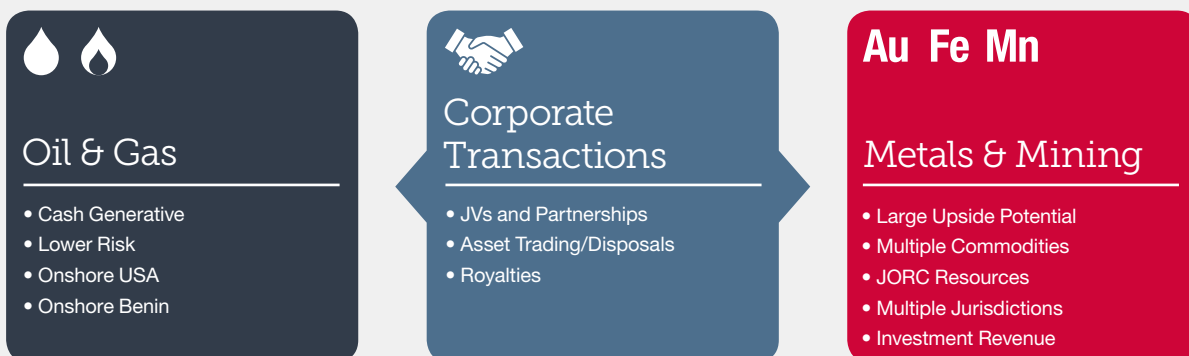 Oil & Gas
• Cash Generative
• Lower Risk
• Onshore USA
• Onshore Benin
Corporate
Transactions
• JVs and Partnerships
• Asset Trading/Disposals
• Royalties
Au Fe Mn
Metals & Mining
• Large Upside Potential
• Multiple Commodities
• JORC Resources
• Multiple Jurisdictions
• Investment Revenue